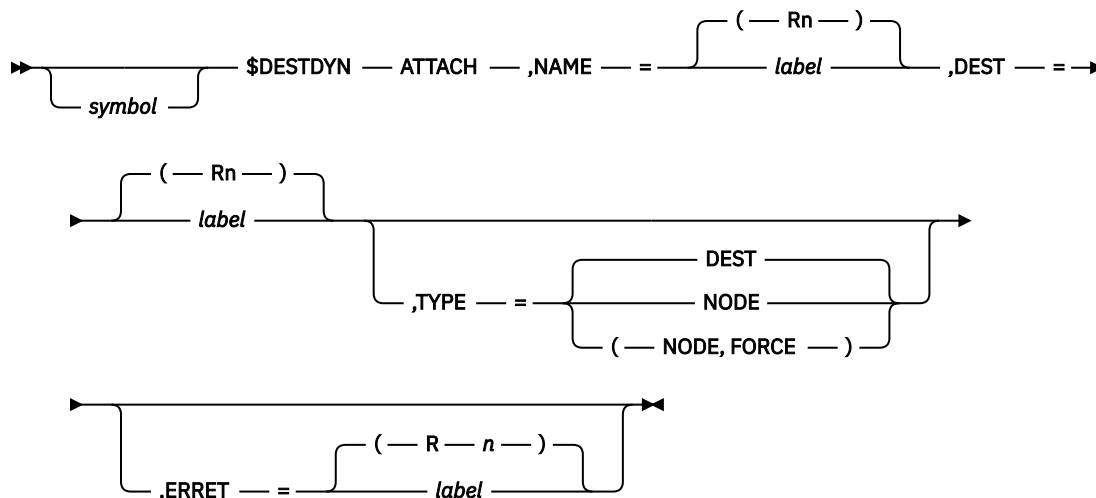 ( Rn )
$DESTDYN ATTACH ,NAME = label ,DEST =
symbol
( Rn )
label
DEST
,TYPE = NODE
( NODE, FORCE )
( R n )
,ERRET = label